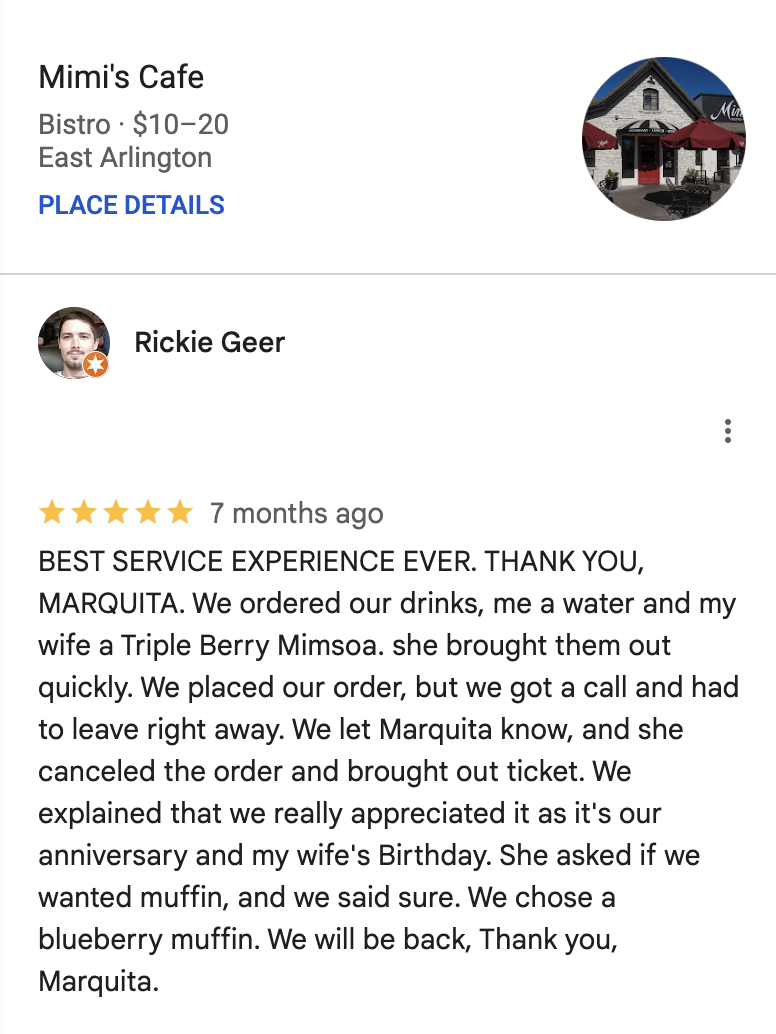 Mimi's Cafe
Bistro · $10–20
East Arlington
PLACE DETAILS
Rickie Geer
7 months ago
BEST SERVICE EXPERIENCE EVER. THANK YOU,
MARQUITA. We ordered our drinks, me a water and my
wife a Triple Berry Mimsoa. she brought them out
quickly. We placed our order, but we got a call and had
to leave right away. We let Marquita know, and she
canceled the order and brought out ticket. We
explained that we really appreciated it as it's our
anniversary and my wife's Birthday. She asked if we
wanted muffin, and we said sure. We chose a
blueberry muffin. We will be back, Thank you,
Marquita.